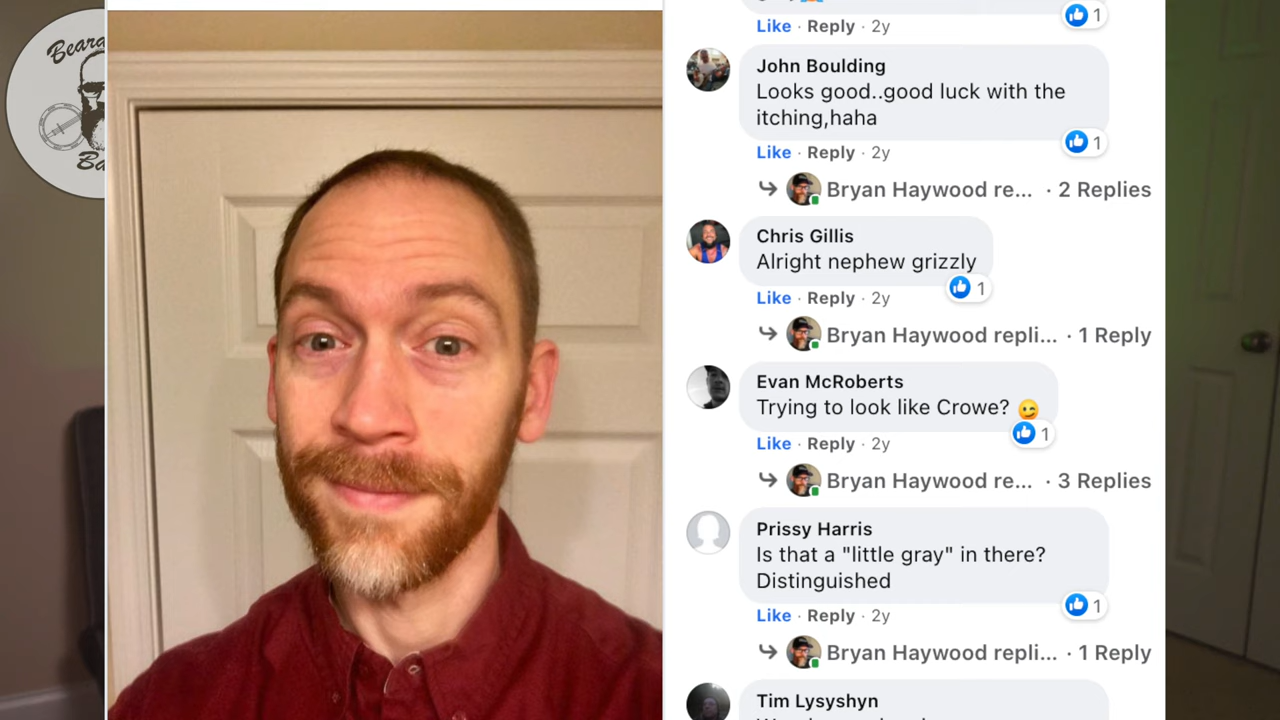 Like · Reply · 2y
1
John Boulding
Looks good..good luck with the
itching,haha
1
Like · Reply · 2y
Bryan Haywood re... · 2 Replies
Chris Gillis
Alright nephew grizzly
1
Like · Reply · 2y
Bryan Haywood repli... · 1 Reply
Evan McRoberts
Trying to look like Crowe? 😉
1
Like · Reply · 2y
Bryan Haywood re... · 3 Replies
Prissy Harris
Is that a "little gray" in there?
Distinguished
1
Like · Reply · 2y
Bryan Haywood repli... · 1 Reply
Tim Lysyshyn